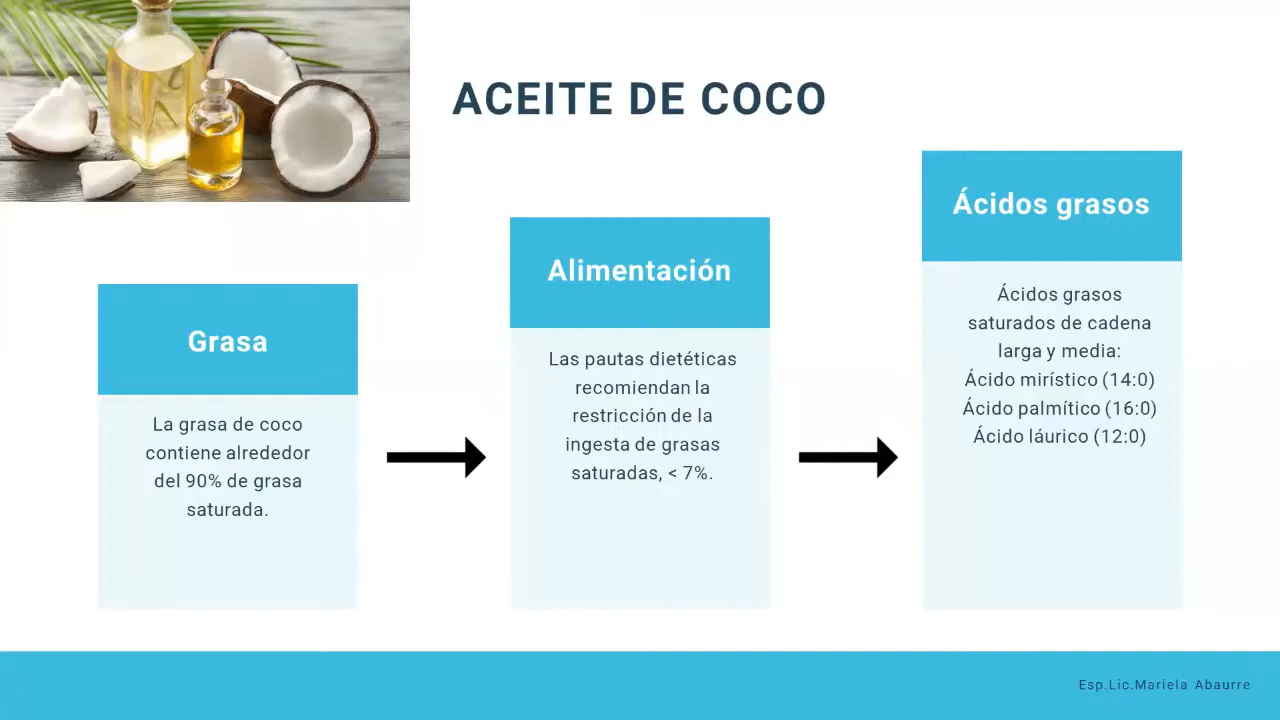 ACEITE DE COCO
Grasa
La grasa de coco
contiene alrededor
del 90% de grasa
saturada.
Alimentación
Las pautas dietéticas
recomiendan la
restricción de la
ingesta de grasas
saturadas, < 7%.
Ácidos grasos
Ácidos grasos
saturados de cadena
larga y media:
Ácido mirístico (14:0)
Ácido palmítico (16:0)
Ácido láurico (12:0)
Esp.Lic.Mariela Abaurre